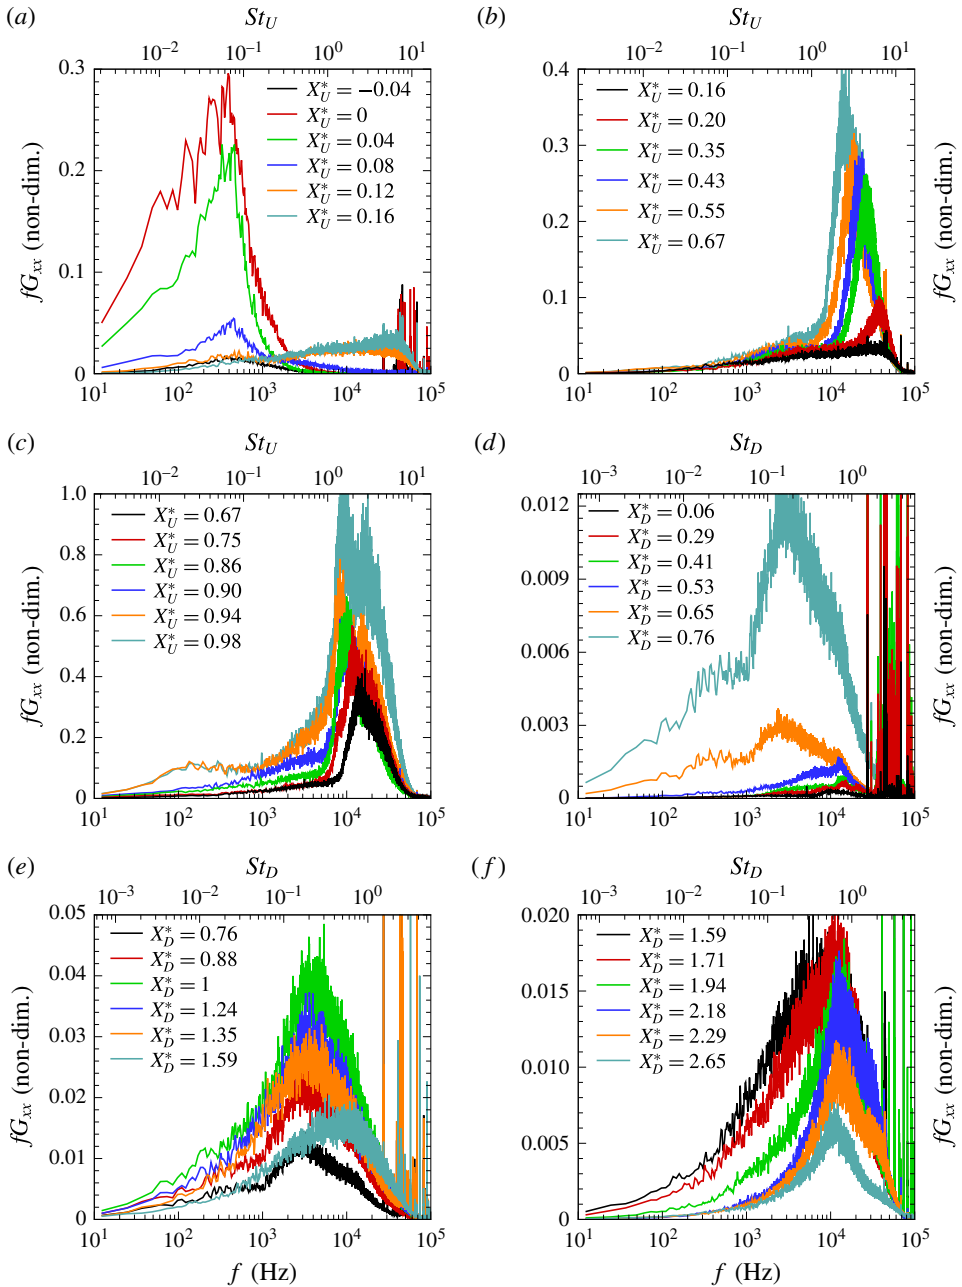 (a) St_U
10^−2 10^−1 10^0 10^1
0.3
0.2
0.1
0
fG_xx (non-dim.)
X*_U = −0.04
X*_U = 0
X*_U = 0.04
X*_U = 0.08
X*_U = 0.12
X*_U = 0.16
10^1 10^2 10^3 10^4 10^5
(b) St_U
10^−2 10^−1 10^0 10^1
0.4
0.3
0.2
0.1
0
X*_U = 0.16
X*_U = 0.20
X*_U = 0.35
X*_U = 0.43
X*_U = 0.55
X*_U = 0.67
fG_xx (non-dim.)
10^1 10^2 10^3 10^4 10^5
(c) St_U
10^−2 10^−1 10^0 10^1
1.0
0.8
0.6
0.4
0.2
0
fG_xx (non-dim.)
X*_U = 0.67
X*_U = 0.75
X*_U = 0.86
X*_U = 0.90
X*_U = 0.94
X*_U = 0.98
10^1 10^2 10^3 10^4 10^5
(d) St_D
10^−3 10^−2 10^−1 10^0
0.012
0.009
0.006
0.003
0
X*_D = 0.06
X*_D = 0.29
X*_D = 0.41
X*_D = 0.53
X*_D = 0.65
X*_D = 0.76
fG_xx (non-dim.)
10^1 10^2 10^3 10^4 10^5
(e) St_D
10^−3 10^−2 10^−1 10^0
0.05
0.04
0.03
0.02
0.01
0
fG_xx (non-dim.)
X*_D = 0.76
X*_D = 0.88
X*_D = 1
X*_D = 1.24
X*_D = 1.35
X*_D = 1.59
10^1 10^2 10^3 10^4 10^5
f (Hz)
(f) St_D
10^−3 10^−2 10^−1 10^0
0.020
0.015
0.010
0.005
0
X*_D = 1.59
X*_D = 1.71
X*_D = 1.94
X*_D = 2.18
X*_D = 2.29
X*_D = 2.65
fG_xx (non-dim.)
10^1 10^2 10^3 10^4 10^5
f (Hz)